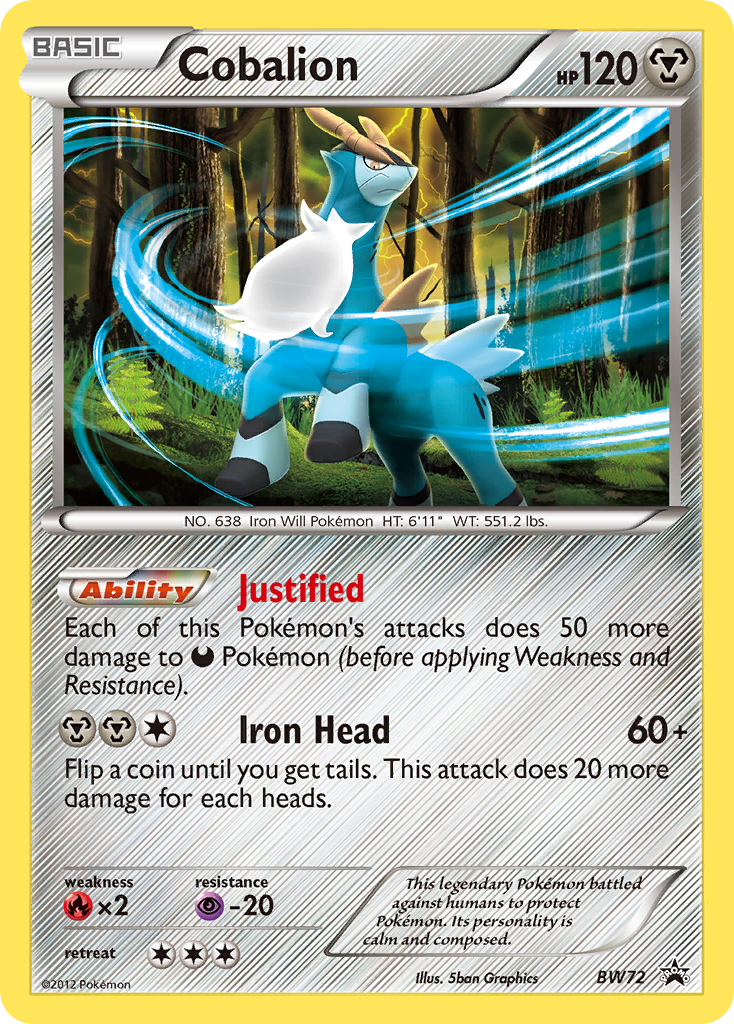 BASIC
Cobalion
HP120
NO. 638 Iron Will Pokémon HT: 6'11" WT: 551.2 lbs.
Ability Justified
Each of this Pokémon's attacks does 50 more
damage to Pokémon (before applying Weakness and
Resistance).
Iron Head 60+
Flip a coin until you get tails. This attack does 20 more
damage for each heads.
weakness resistance
×2 -20
retreat
This legendary Pokémon battled
against humans to protect
Pokémon. Its personality is
calm and composed.
©2012 Pokémon
Illus. 5ban Graphics
BW72
PROMO